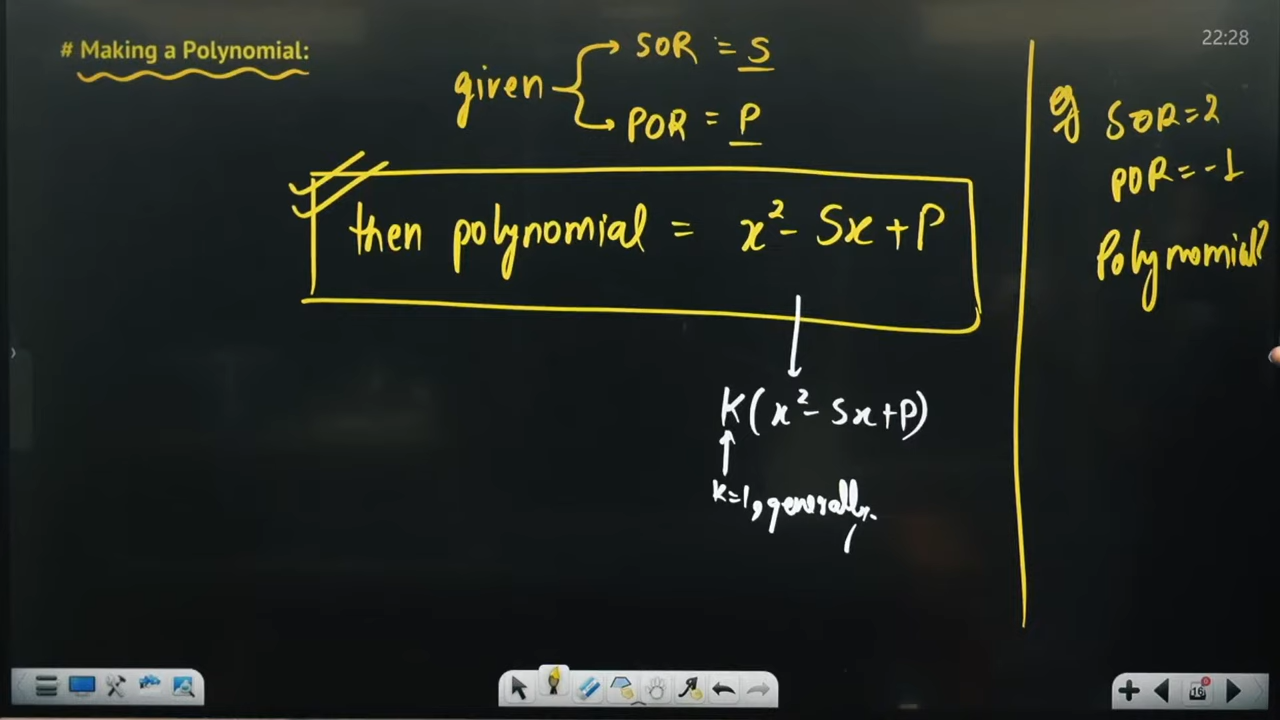 # Making a Polynomial:
given
SOR = S
POR = P
then polynomial = x² - Sx + P
K(x² - Sx + P)
K=1, generally.
22:28
eg SOR = 2
POR = -1
Polynomial?
16